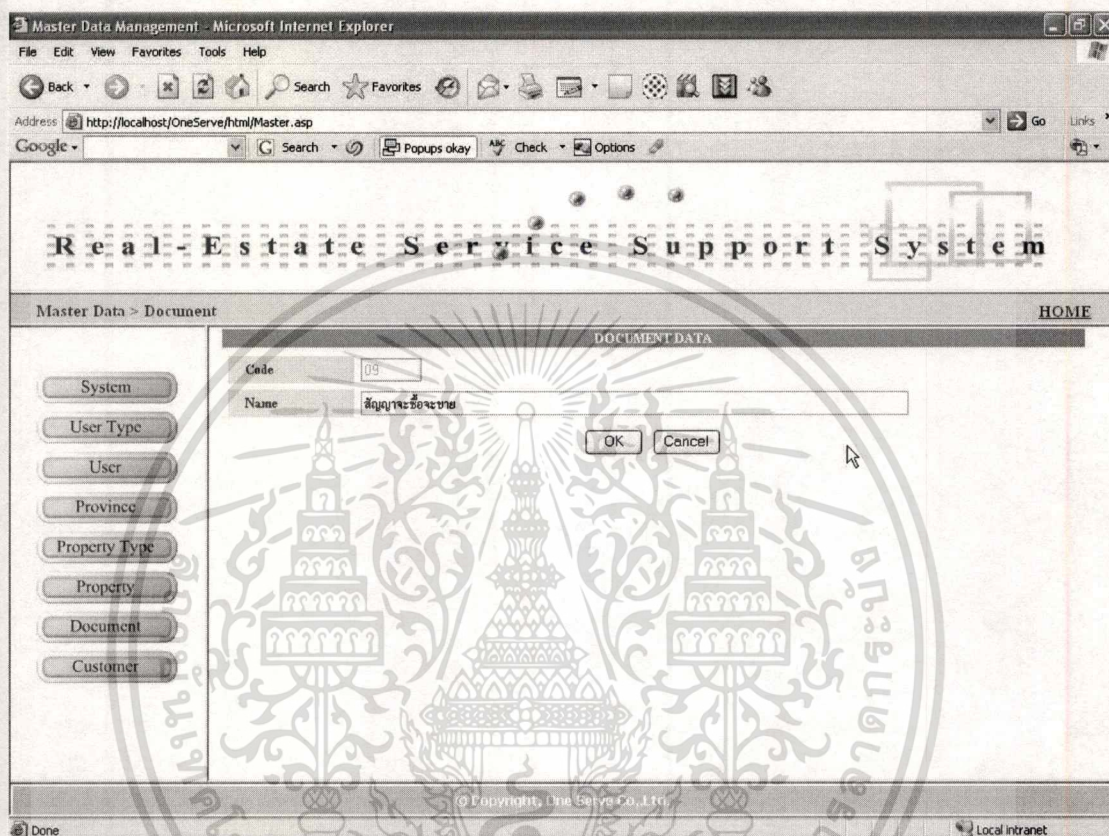 Master Data Management - Microsoft Internet Explorer
File Edit View Favorites Tools Help
Back Search Favorites
Address http://localhost/OneServe/html/Master.asp Go Links »
Google Search Popups okay ABC Check Options
Real-Estate Service Support System
Master Data > Document HOME
DOCUMENT DATA
Code 09
Name สัญญาจะซื้อจะขาย
OK Cancel
System
User Type
User
Province
Property Type
Property
Document
Customer
© Copyright, One Serve Co,.Ltd.
Done Local intranet